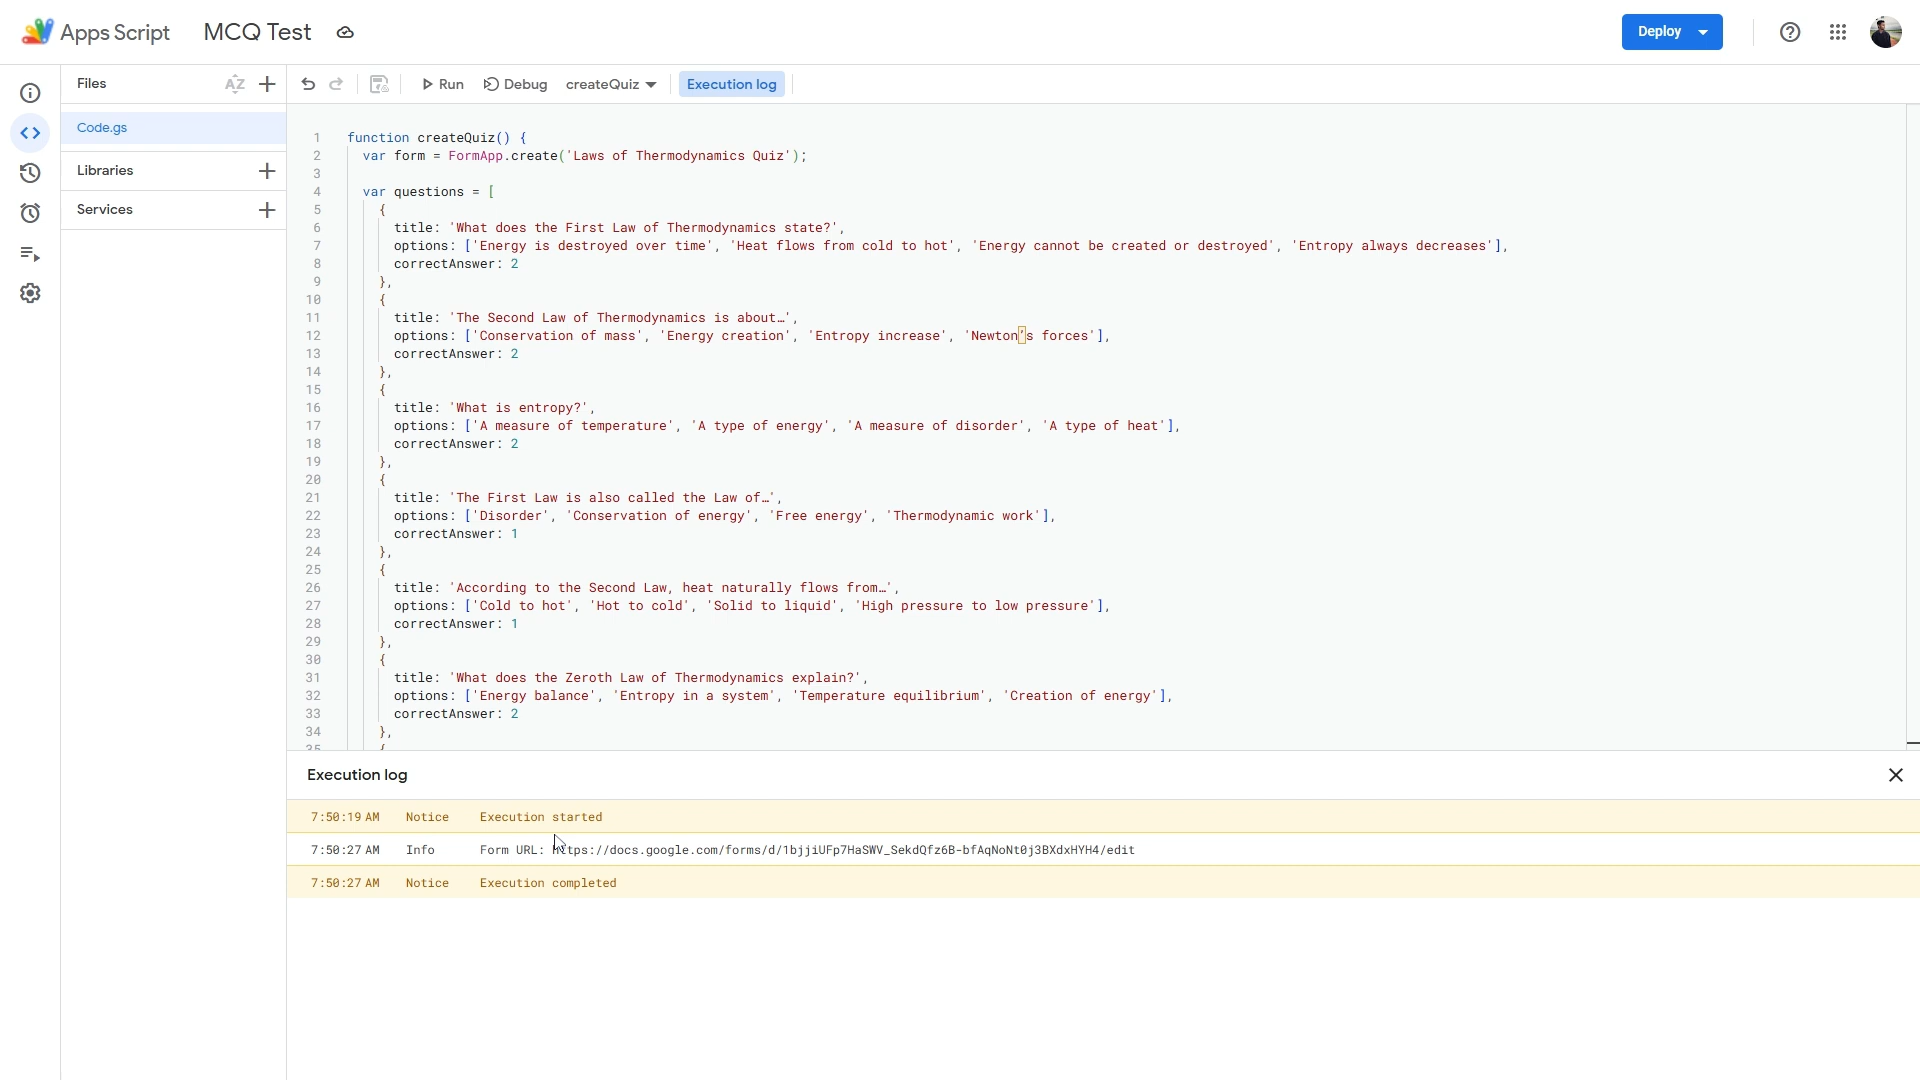 Apps Script MCQ Test Deploy
Files
Run Debug createQuiz Execution log
Code.gs
Libraries
Services
1 function createQuiz() {
2 var form = FormApp.create('Laws of Thermodynamics Quiz');
3
4 var questions = [
5 {
6 title: 'What does the First Law of Thermodynamics state?',
7 options: ['Energy is destroyed over time', 'Heat flows from cold to hot', 'Energy cannot be created or destroyed', 'Entropy always decreases'],
8 correctAnswer: 2
9 },
10 {
11 title: 'The Second Law of Thermodynamics is about…',
12 options: ['Conservation of mass', 'Energy creation', 'Entropy increase', 'Newton’s forces'],
13 correctAnswer: 2
14 },
15 {
16 title: 'What is entropy?',
17 options: ['A measure of temperature', 'A type of energy', 'A measure of disorder', 'A type of heat'],
18 correctAnswer: 2
19 },
20 {
21 title: 'The First Law is also called the Law of…',
22 options: ['Disorder', 'Conservation of energy', 'Free energy', 'Thermodynamic work'],
23 correctAnswer: 1
24 },
25 {
26 title: 'According to the Second Law, heat naturally flows from…',
27 options: ['Cold to hot', 'Hot to cold', 'Solid to liquid', 'High pressure to low pressure'],
28 correctAnswer: 1
29 },
30 {
31 title: 'What does the Zeroth Law of Thermodynamics explain?',
32 options: ['Energy balance', 'Entropy in a system', 'Temperature equilibrium', 'Creation of energy'],
33 correctAnswer: 2
34 },
35 {
Execution log
7:50:19 AM Notice Execution started
7:50:27 AM Info Form URL: https://docs.google.com/forms/d/1bjjiUFp7HaSWV_SekdQfz6B-bfAqNoNt0j3BXdxHYH4/edit
7:50:27 AM Notice Execution completed